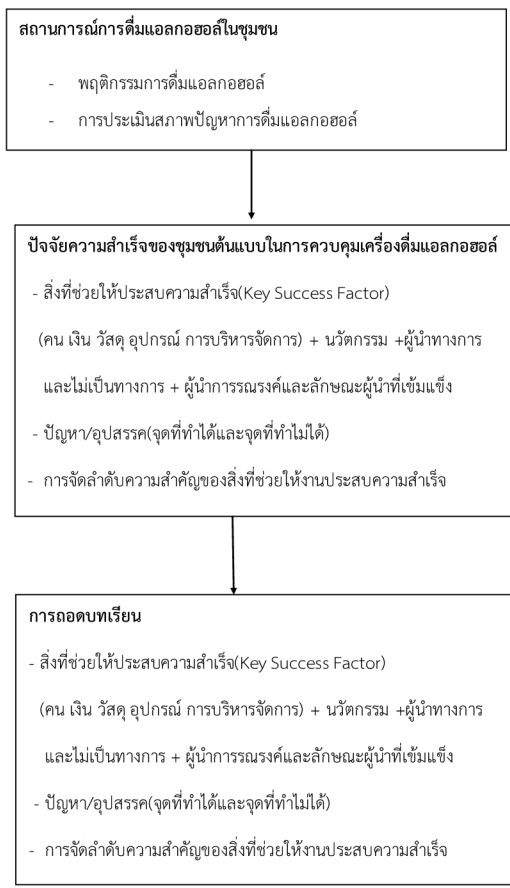 สถานการณ์การดื่มแอลกอฮอล์ในชุมชน
- พฤติกรรมการดื่มแอลกอฮอล์
- การประเมินสภาพปัญหาการดื่มแอลกอฮอล์
ปัจจัยความสำเร็จของชุมชนต้นแบบในการควบคุมเครื่องดื่มแอลกอฮอล์
- สิ่งที่ช่วยให้ประสบความสำเร็จ(Key Success Factor)
(คน เงิน วัสดุ อุปกรณ์ การบริหารจัดการ) + นวัตกรรม +ผู้นำทางการ
และไม่เป็นทางการ + ผู้นำการรณรงค์และลักษณะผู้นำที่เข้มแข็ง
- ปัญหา/อุปสรรค(จุดที่ทำได้และจุดที่ทำไม่ได้)
- การจัดลำดับความสำคัญของสิ่งที่ช่วยให้งานประสบความสำเร็จ
การถอดบทเรียน
- สิ่งที่ช่วยให้ประสบความสำเร็จ(Key Success Factor)
(คน เงิน วัสดุ อุปกรณ์ การบริหารจัดการ) + นวัตกรรม +ผู้นำทางการ
และไม่เป็นทางการ + ผู้นำการรณรงค์และลักษณะผู้นำที่เข้มแข็ง
- ปัญหา/อุปสรรค(จุดที่ทำได้และจุดที่ทำไม่ได้)
- การจัดลำดับความสำคัญของสิ่งที่ช่วยให้งานประสบความสำเร็จ